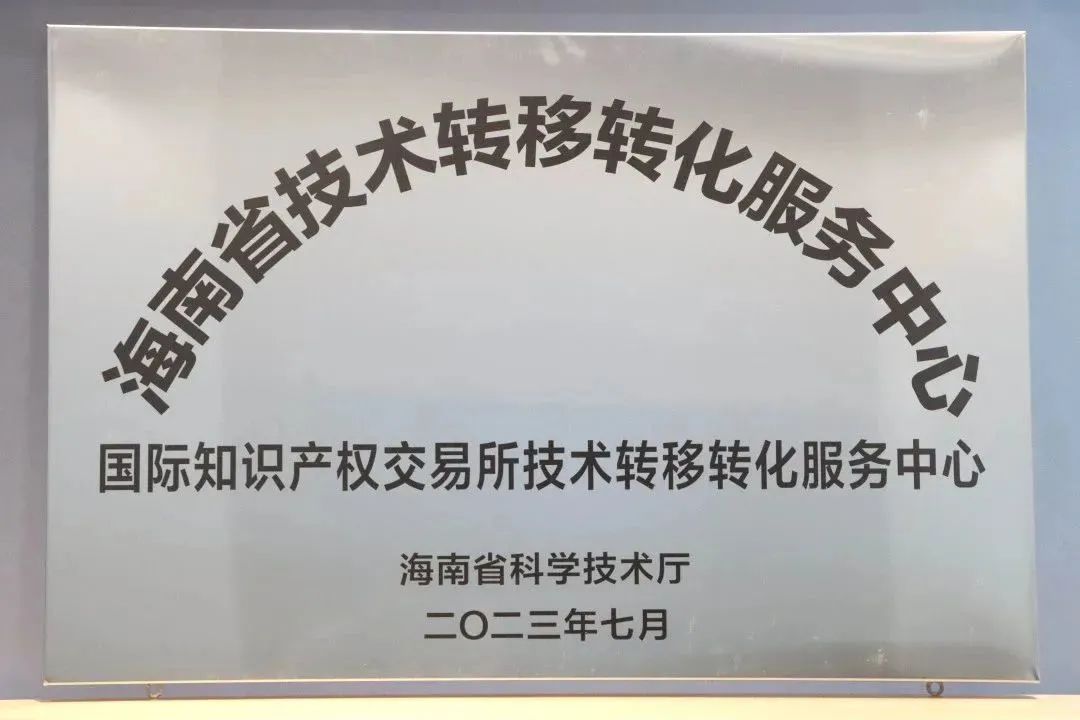 海南省技术转移转化服务中心
国际知识产权交易所技术转移转化服务中心
海南省科学技术厅
二〇二三年七月